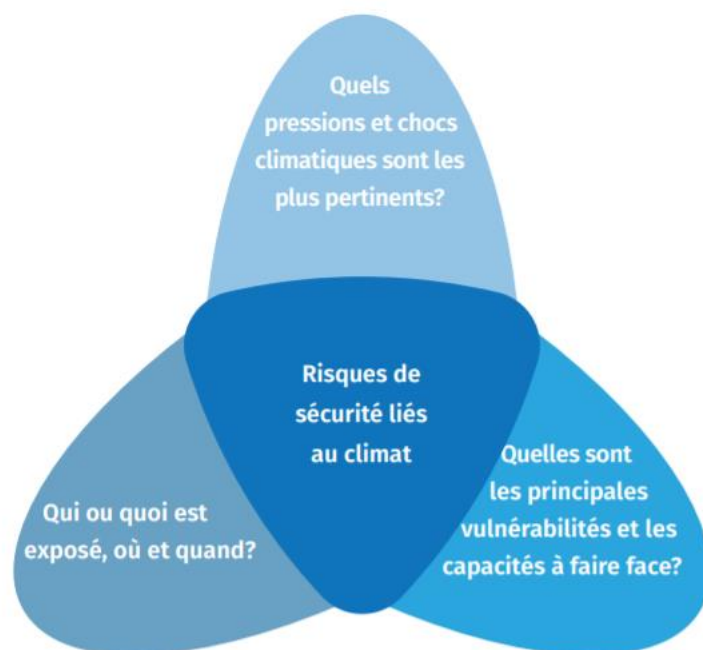 Quels
pressions et chocs
climatiques sont les
plus pertinents?
Risques de
sécurité liés
au climat
Qui ou quoi est
exposé, où et quand?
Quelles sont
les principales
vulnérabilités et les
capacités à faire face?